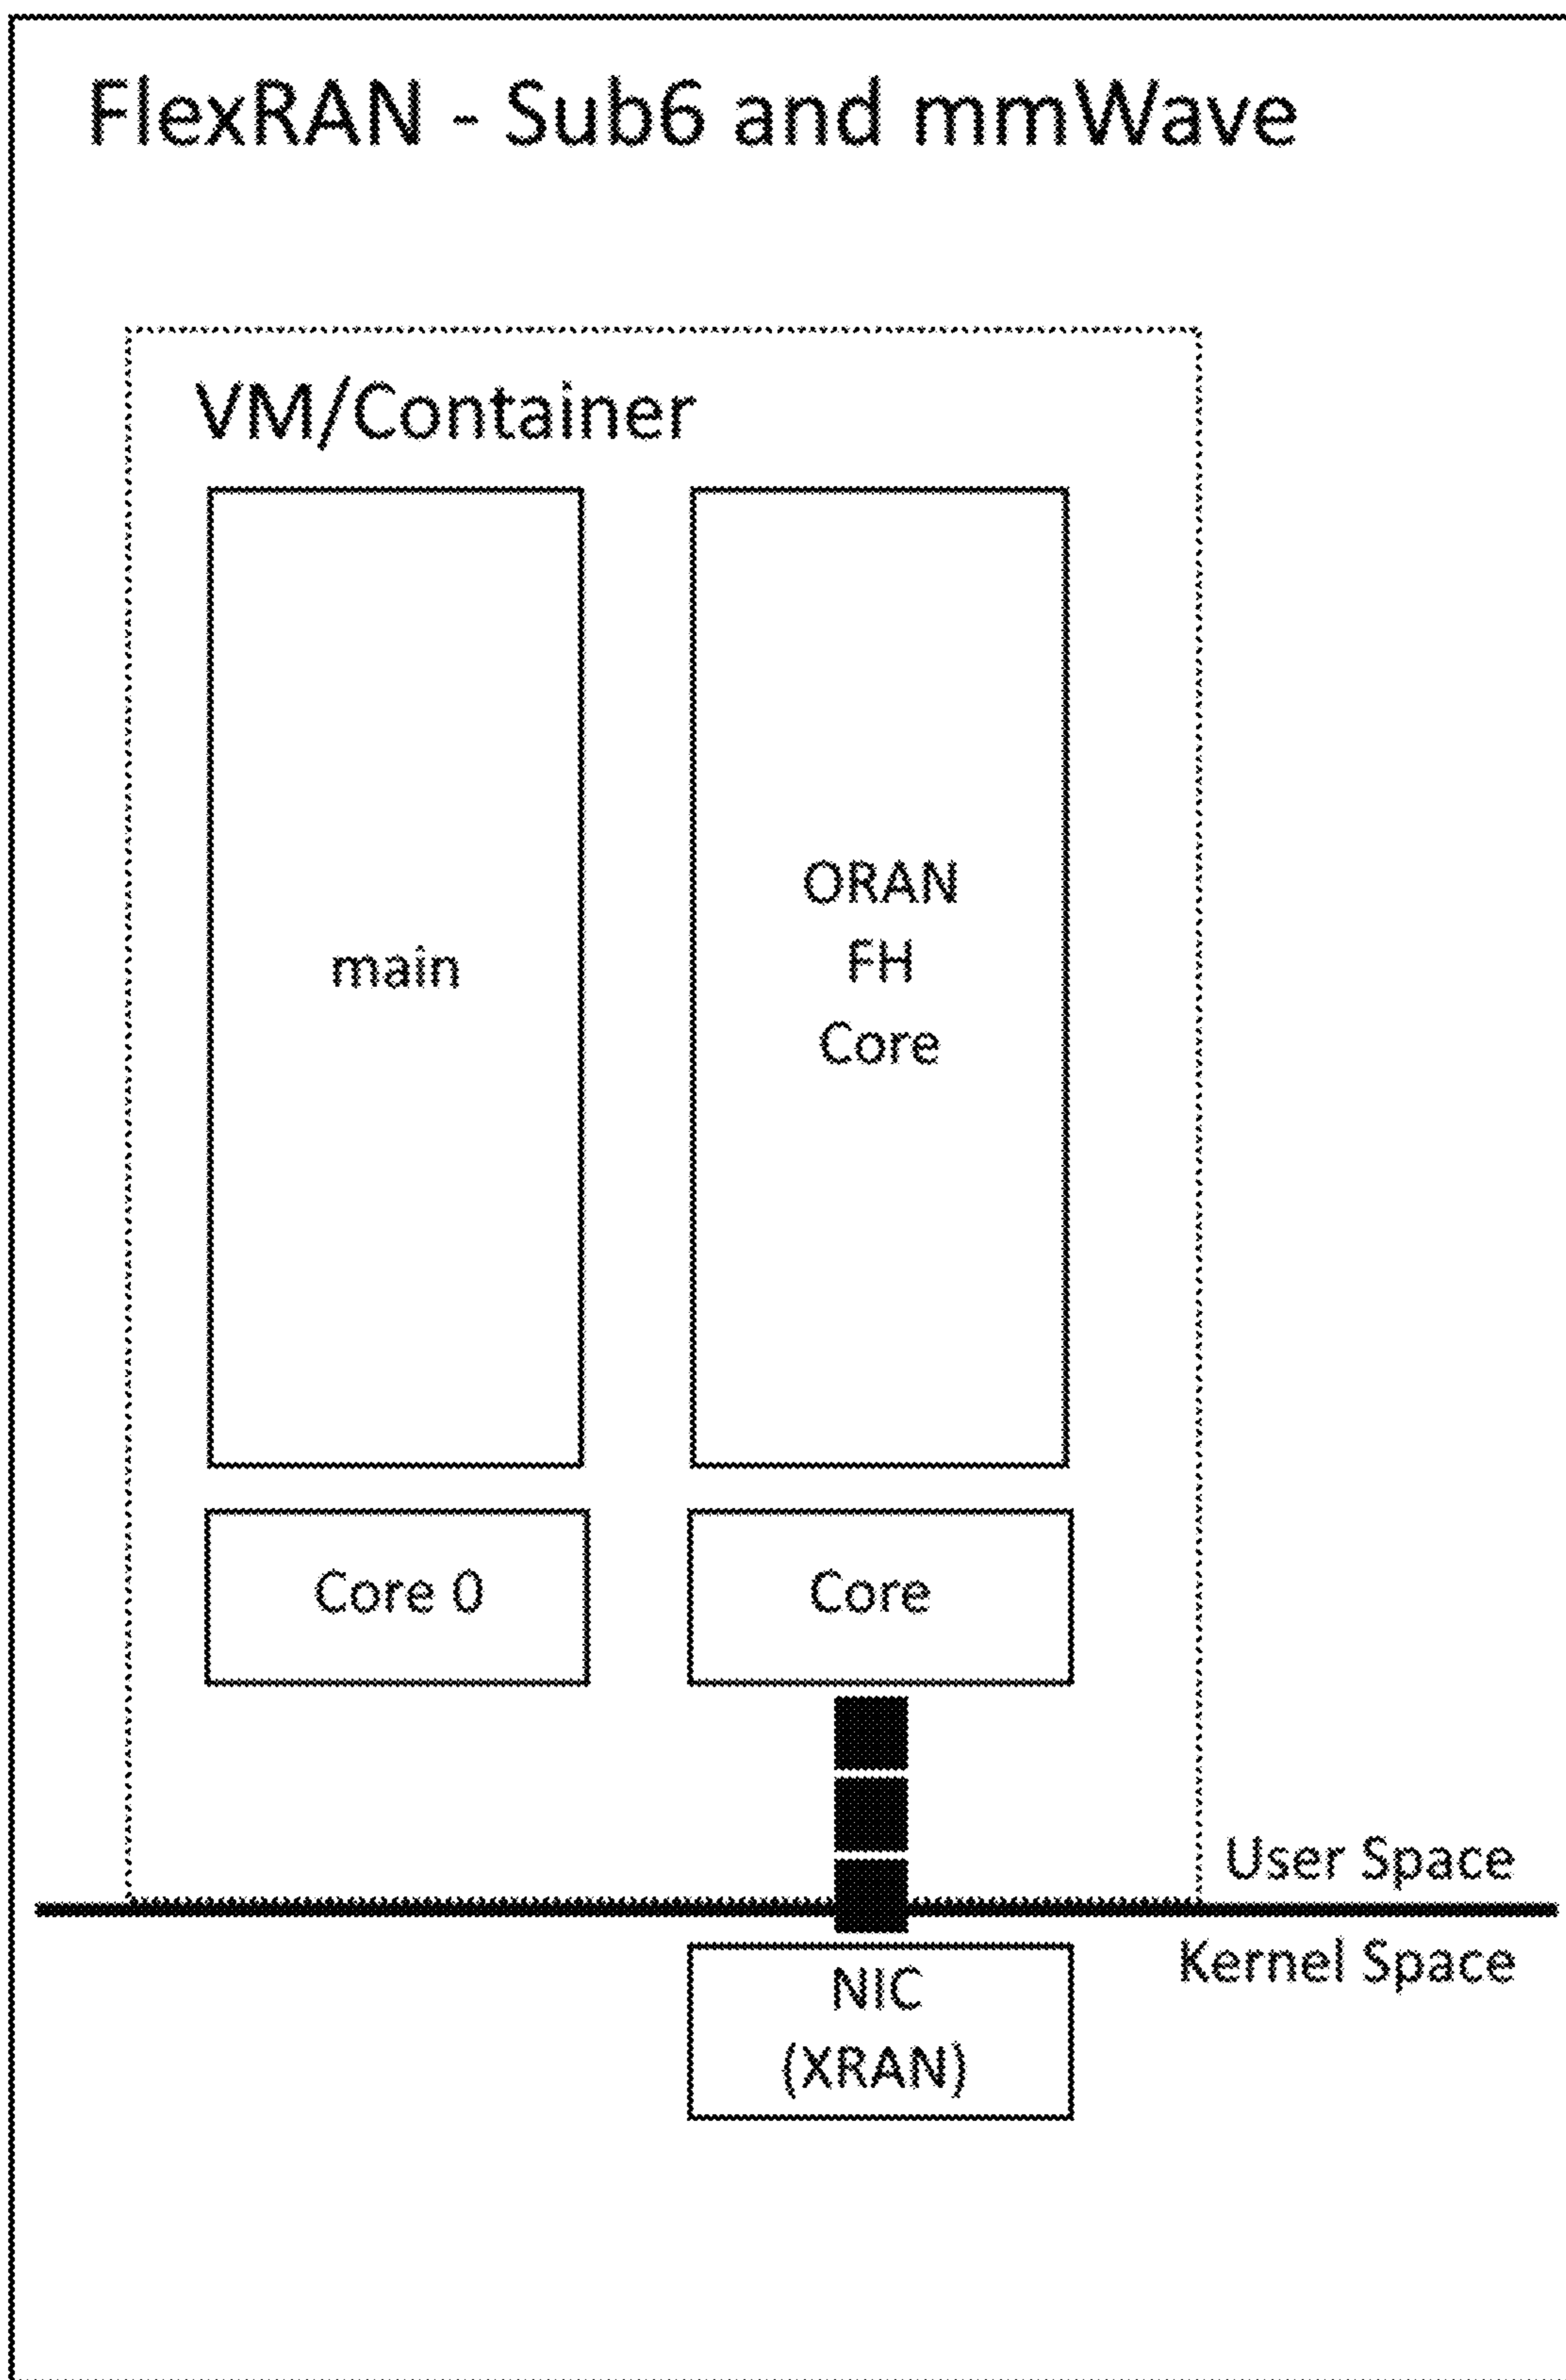 FlexRAN - Sub6 and mmWave
VM/Container
main
ORAN
FH
Core
Core 0
Core
User Space
Kernel Space
NIC
(XRAN)